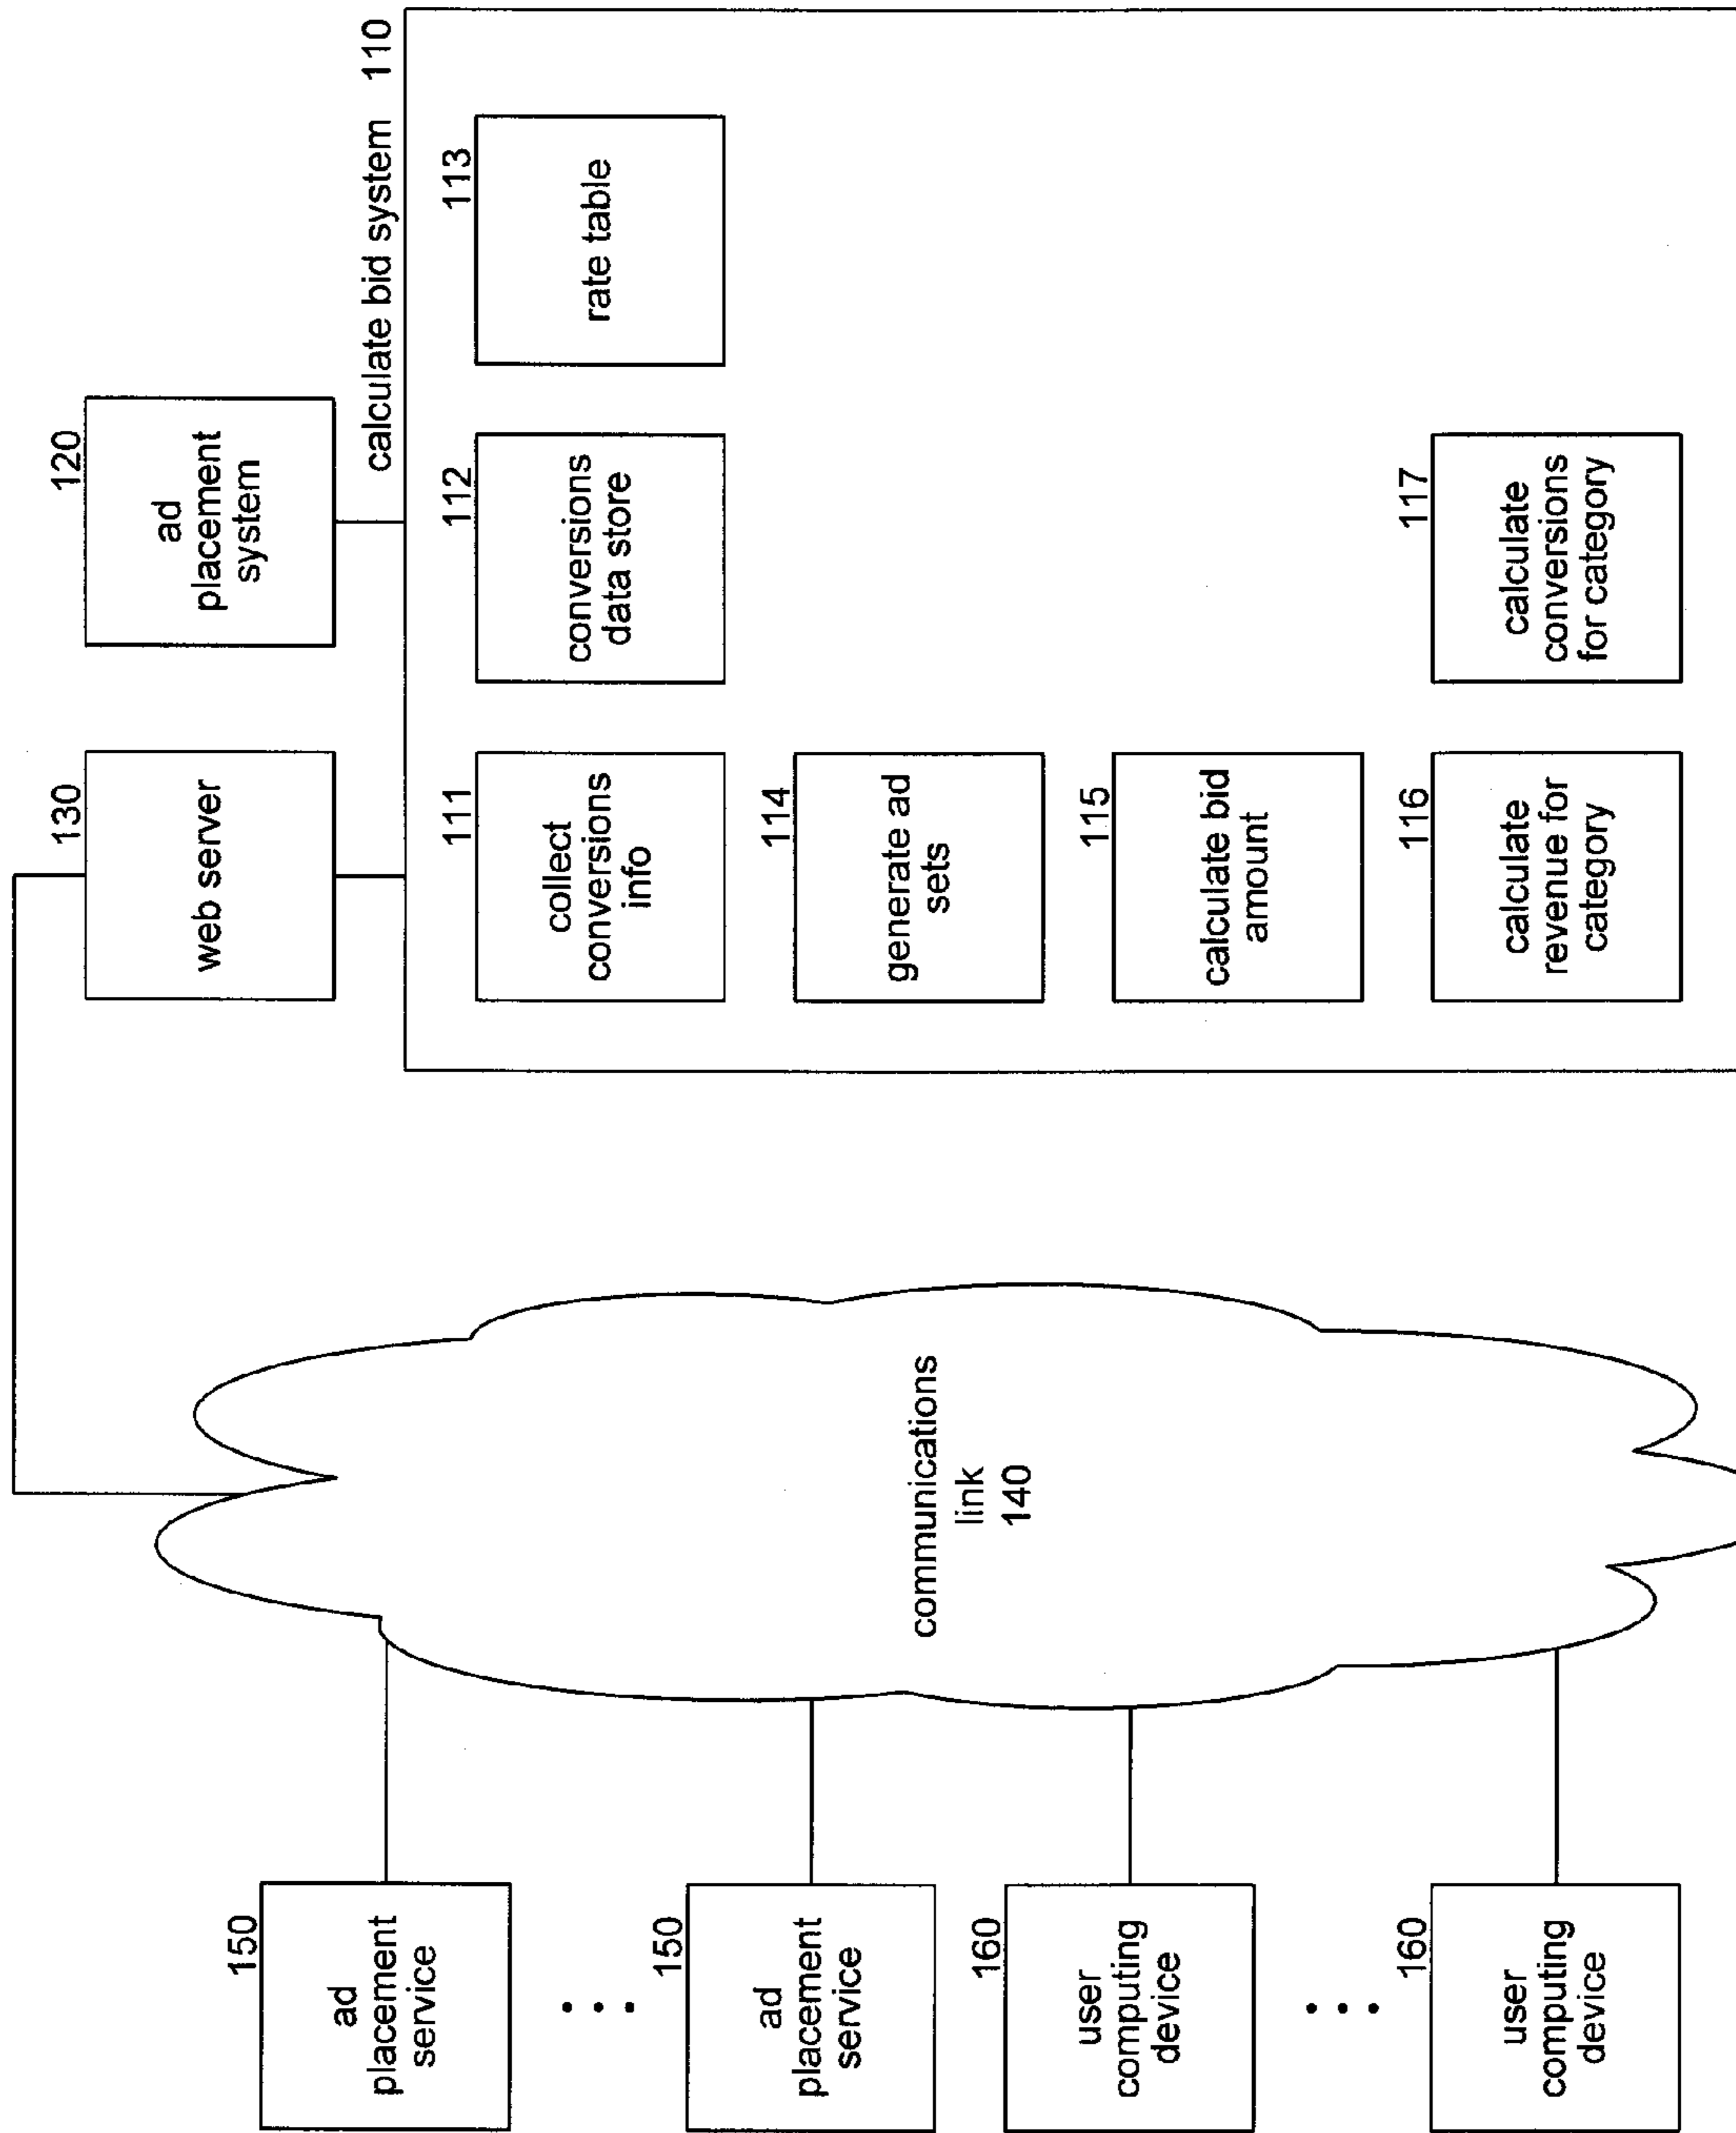 150
ad
placement
service
150
ad
placement
service
160
user
computing
device
160
user
computing
device
communications
link
140
130
web server
120
ad
placement
system
calculate bid system 110
111
collect
conversions
info
112
conversions
data store
113
rate table
114
generate ad
sets
115
calculate bid
amount
116
calculate
revenue for
category
117
calculate
conversions
for category